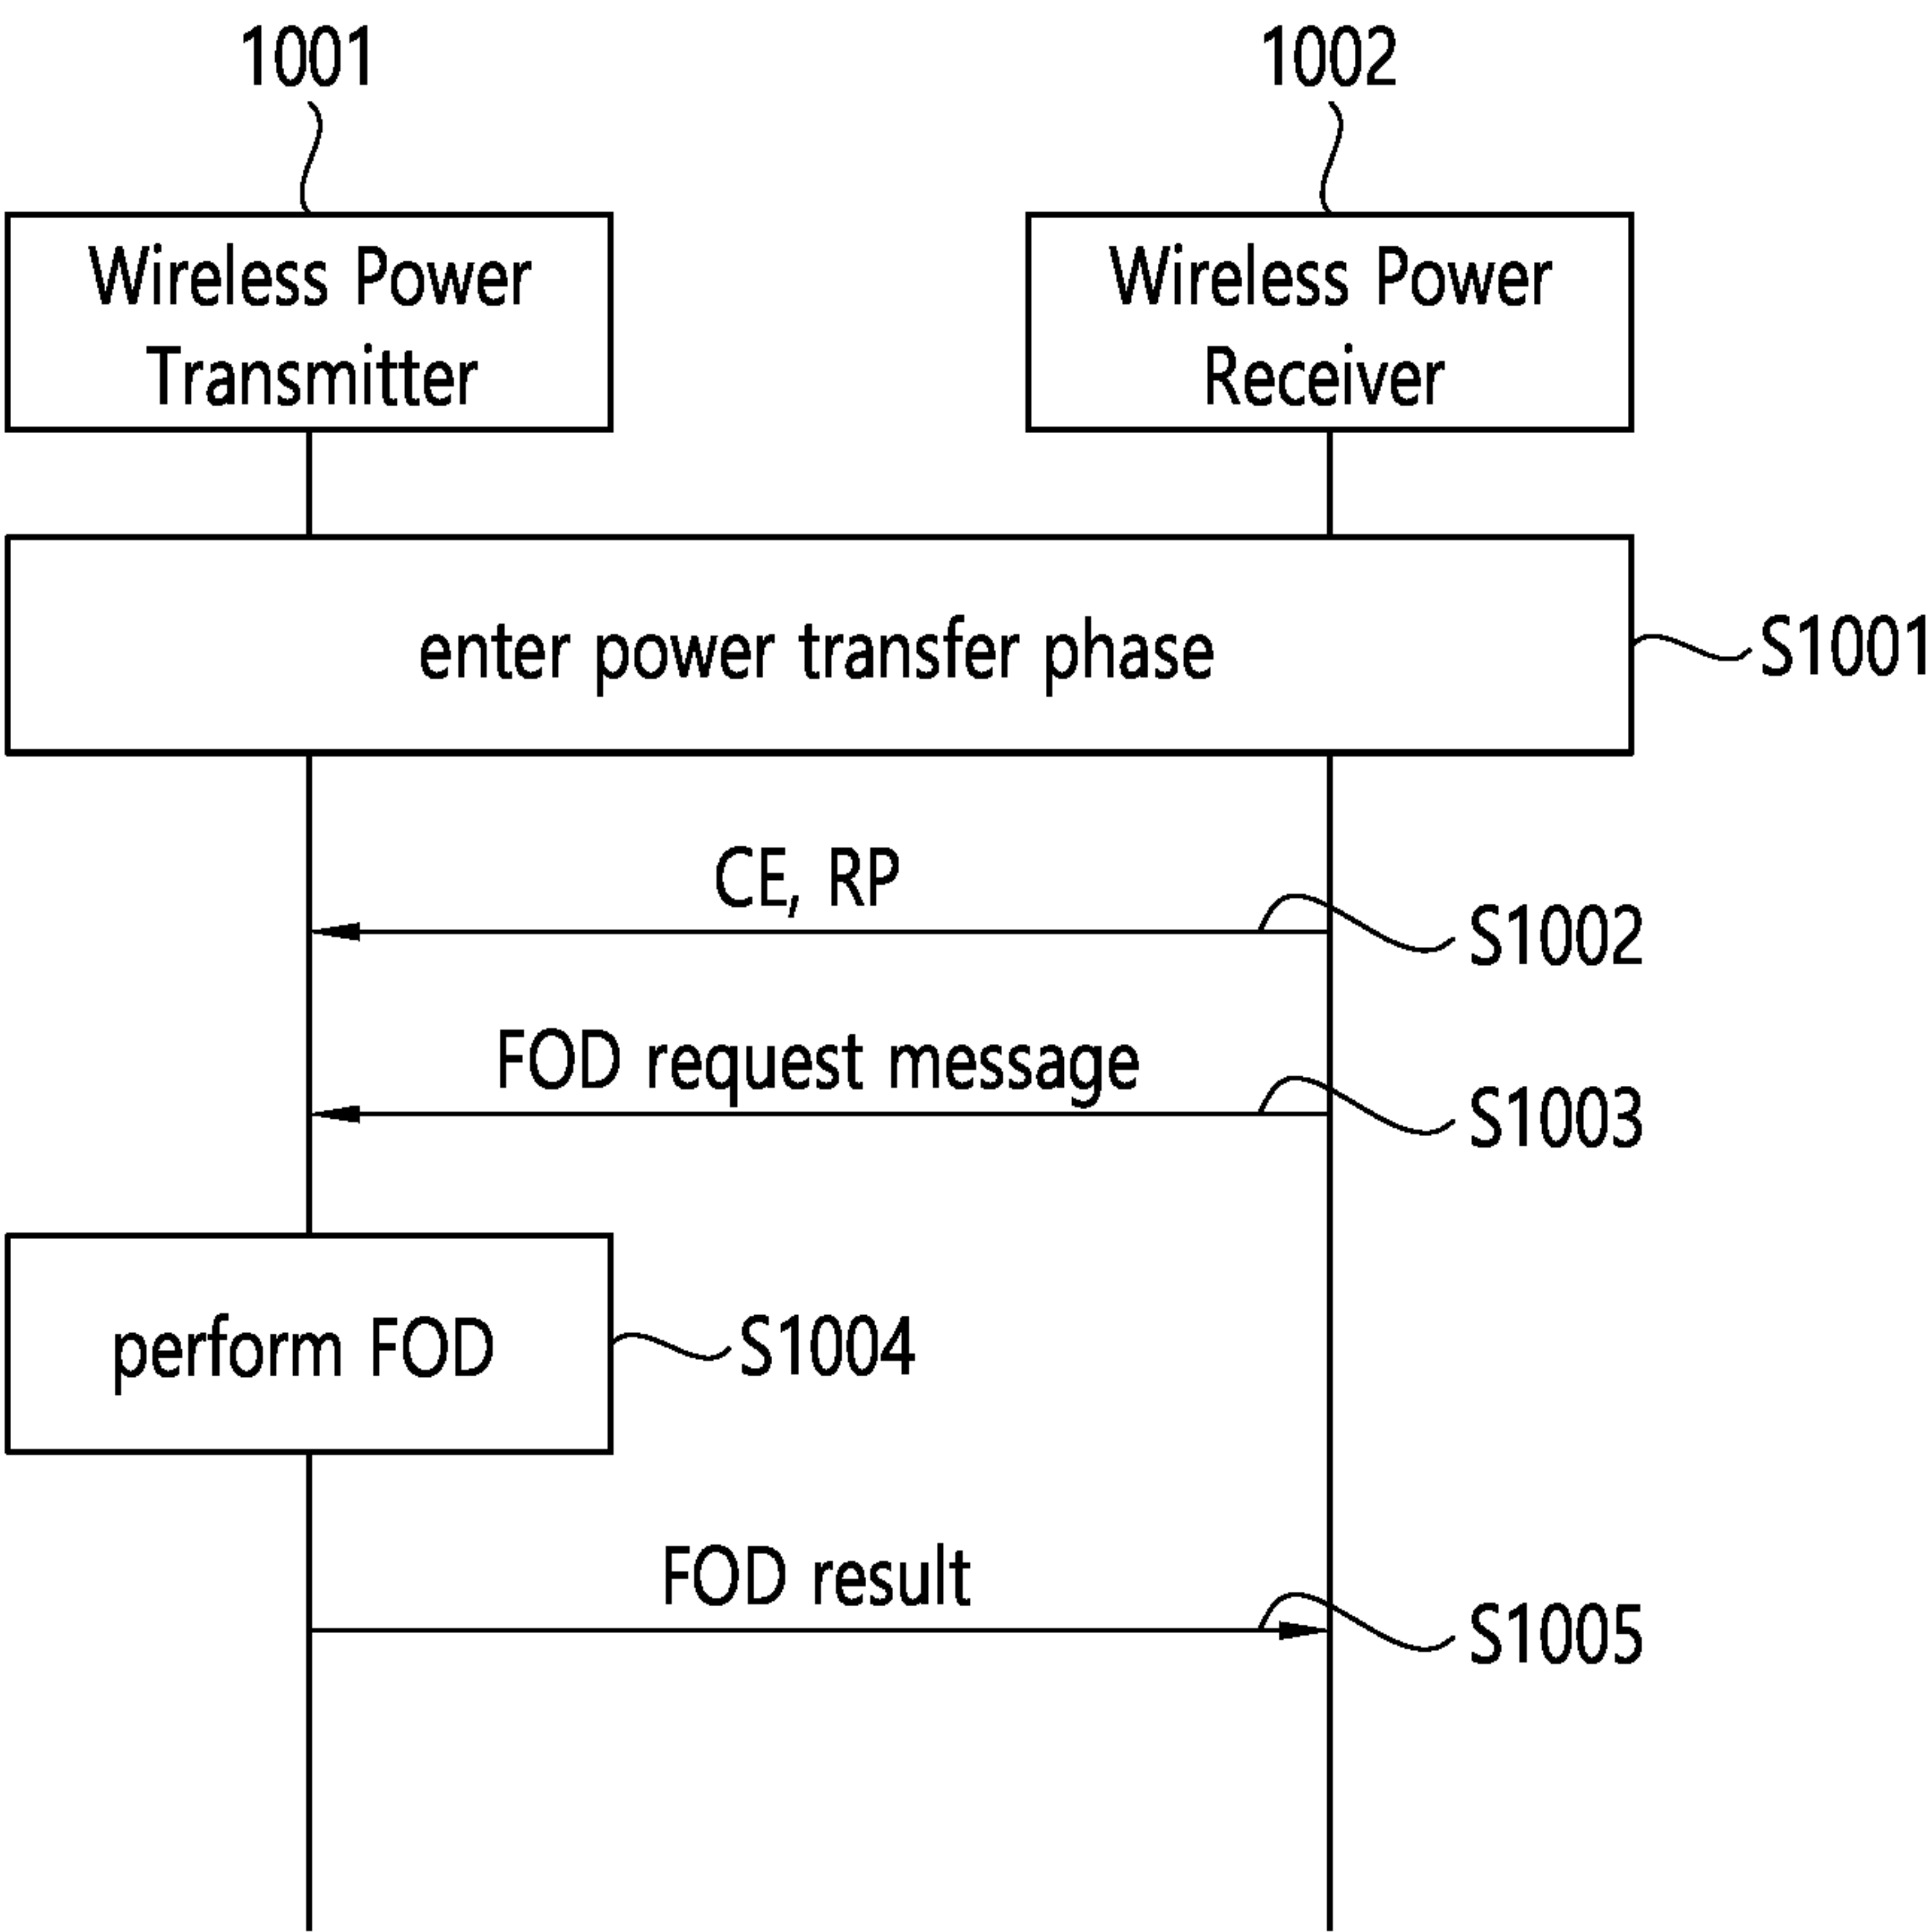 1001
1002
Wireless Power
Transmitter
Wireless Power
Receiver
enter power transfer phase
S1001
CE, RP
S1002
FOD request message
S1003
perform FOD
S1004
FOD result
S1005